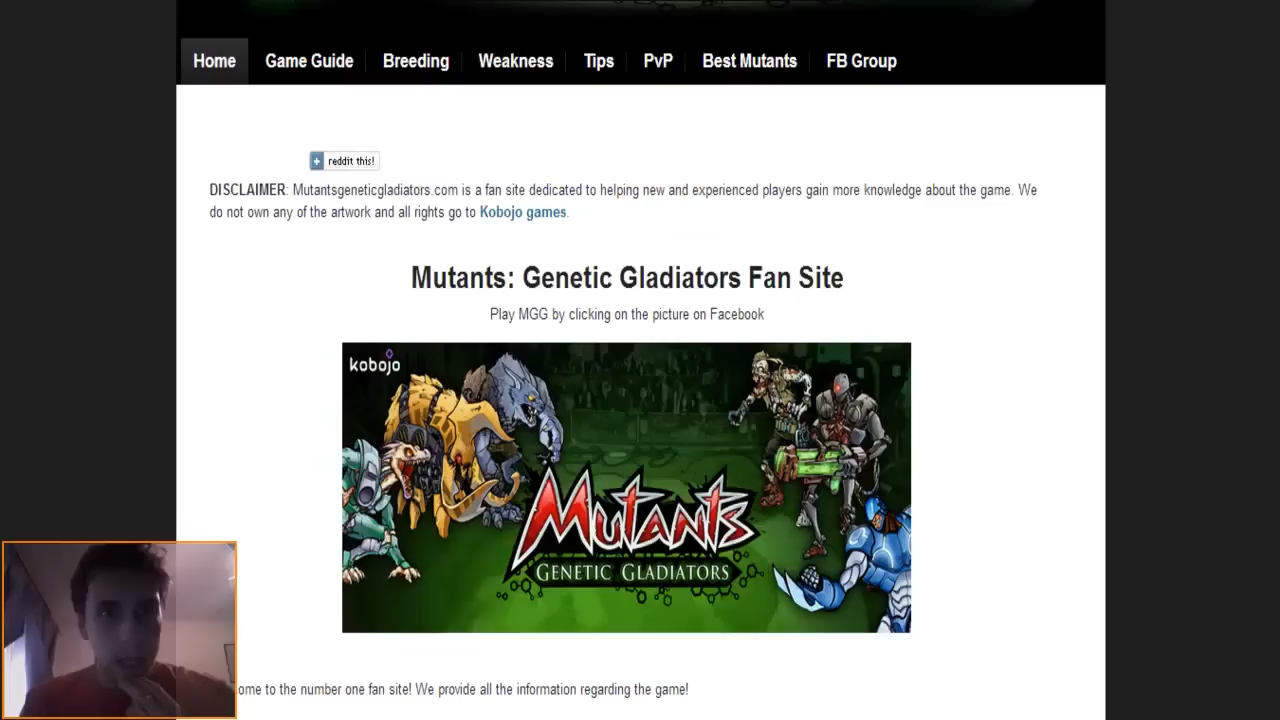 Home Game Guide Breeding Weakness Tips PvP Best Mutants FB Group
reddit this!
DISCLAIMER: Mutantsgeneticgladiators.com is a fan site dedicated to helping new and experienced players gain more knowledge about the game. We
do not own any of the artwork and all rights go to Kobojo games.
Mutants: Genetic Gladiators Fan Site
Play MGG by clicking on the picture on Facebook
kobojo
MUTANTS
GENETIC GLADIATORS
ome to the number one fan site! We provide all the information regarding the game!